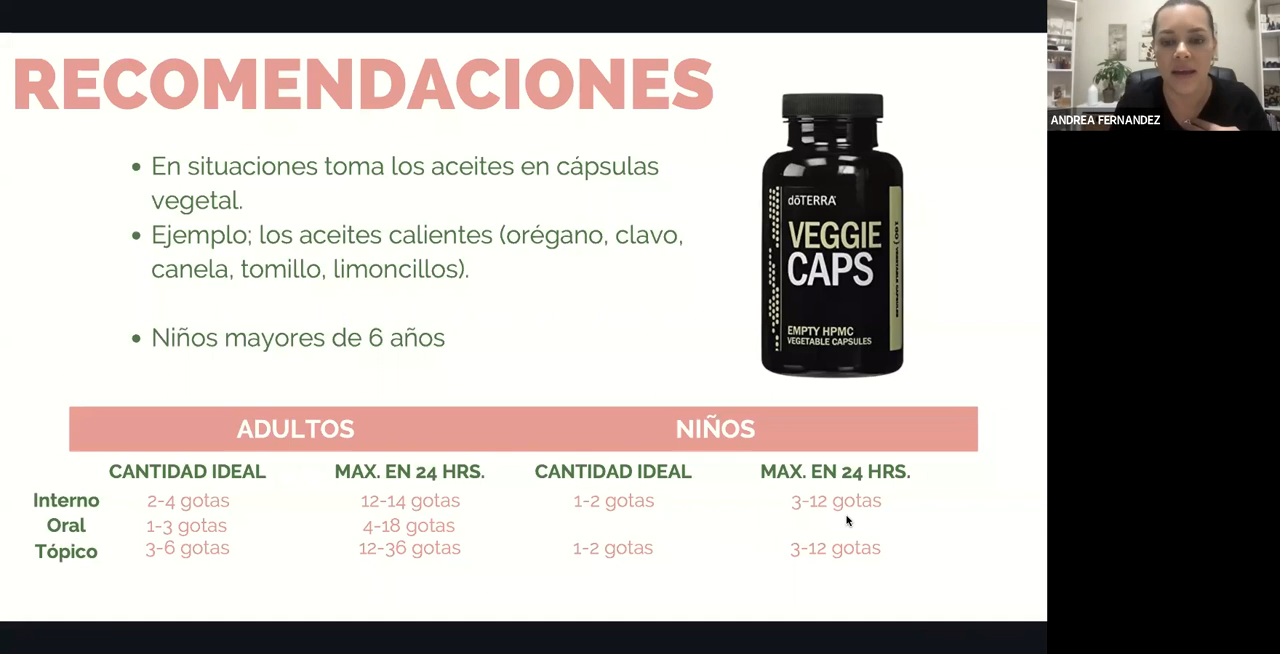 RECOMENDACIONES
ANDREA FERNANDEZ
• En situaciones toma los aceites en cápsulas
vegetal.
• Ejemplo; los aceites calientes (orégano, clavo,
canela, tomillo, limoncillos).
• Niños mayores de 6 años
dōTERRA
VEGGIE
CAPS
EMPTY HPMC
VEGETABLE CAPSULES
ADULTOS NIÑOS
CANTIDAD IDEAL MAX. EN 24 HRS. CANTIDAD IDEAL MAX. EN 24 HRS.
Interno 2-4 gotas 12-14 gotas 1-2 gotas 3-12 gotas
Oral 1-3 gotas 4-18 gotas
Tópico 3-6 gotas 12-36 gotas 1-2 gotas 3-12 gotas